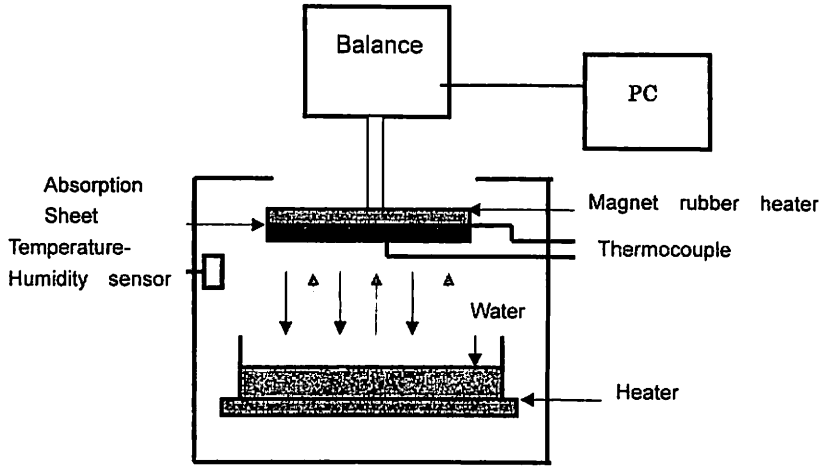 Balance
PC
Absorption
Sheet
Temperature-
Humidity sensor
Magnet rubber heater
Thermocouple
Water
Heater